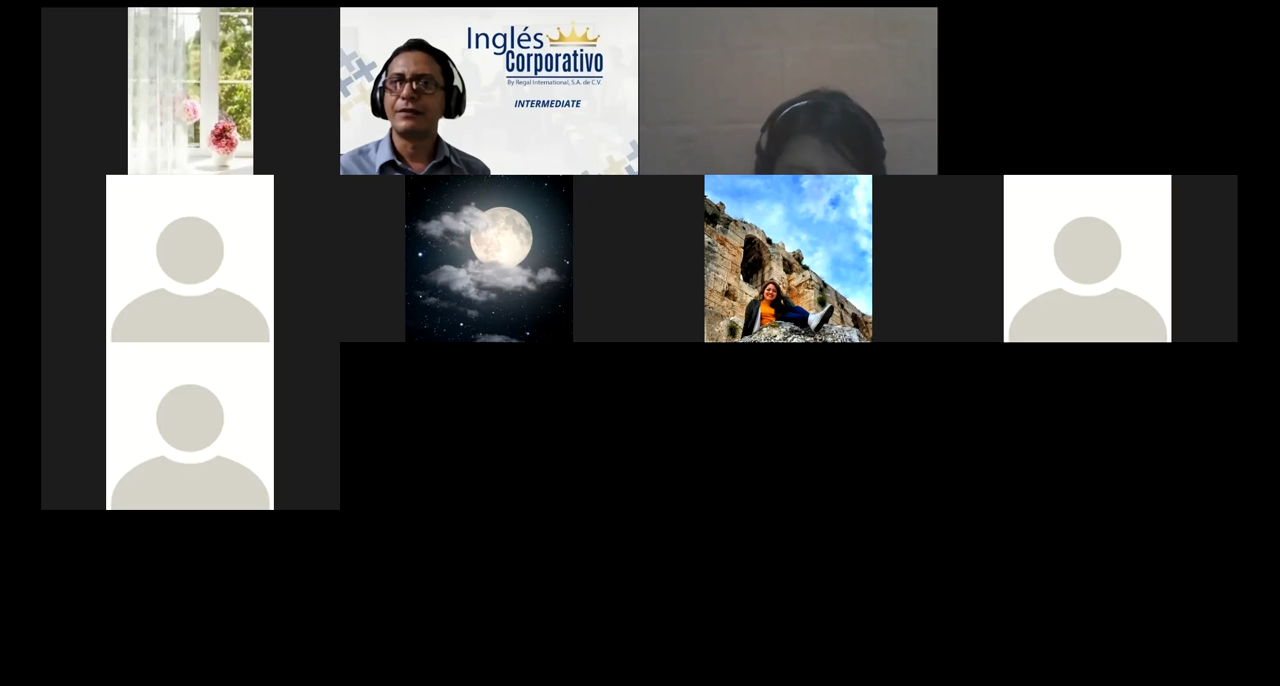 Inglés
Corporativo
By Regal International, S.A. de C.V.
INTERMEDIATE